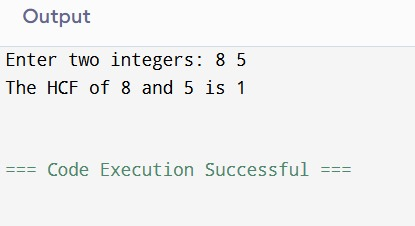 Output
Enter two integers: 8 5
The HCF of 8 and 5 is 1
=== Code Execution Successful ===